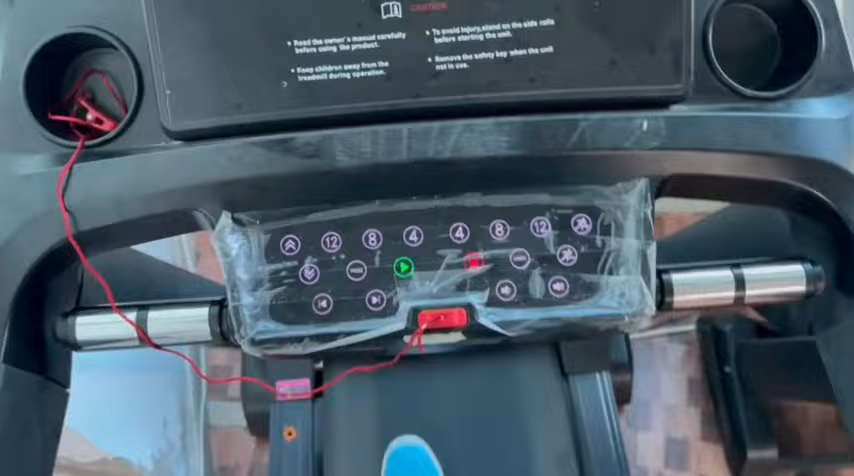 CAUTION
• Read the owner's manual carefully
before using the product.
• Keep children away from the
treadmill during operation.
• To avoid injury, stand on the side rails
before starting the unit.
• Remove the safety key when the unit
not in use.
12 8 4 4 8 12